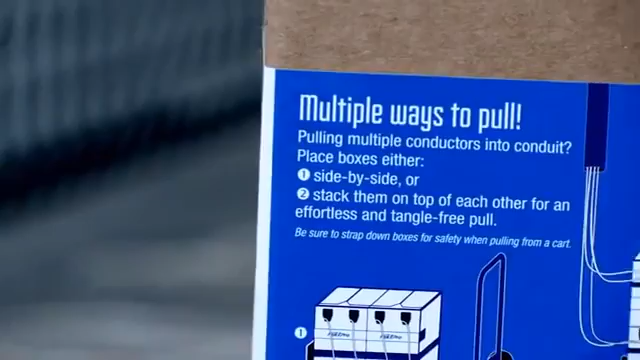 Multiple ways to pull!
Pulling multiple conductors into conduit?
Place boxes either:
❶ side-by-side, or
❷ stack them on top of each other for an
effortless and tangle-free pull.
Be sure to strap down boxes for safety when pulling from a cart.
❶